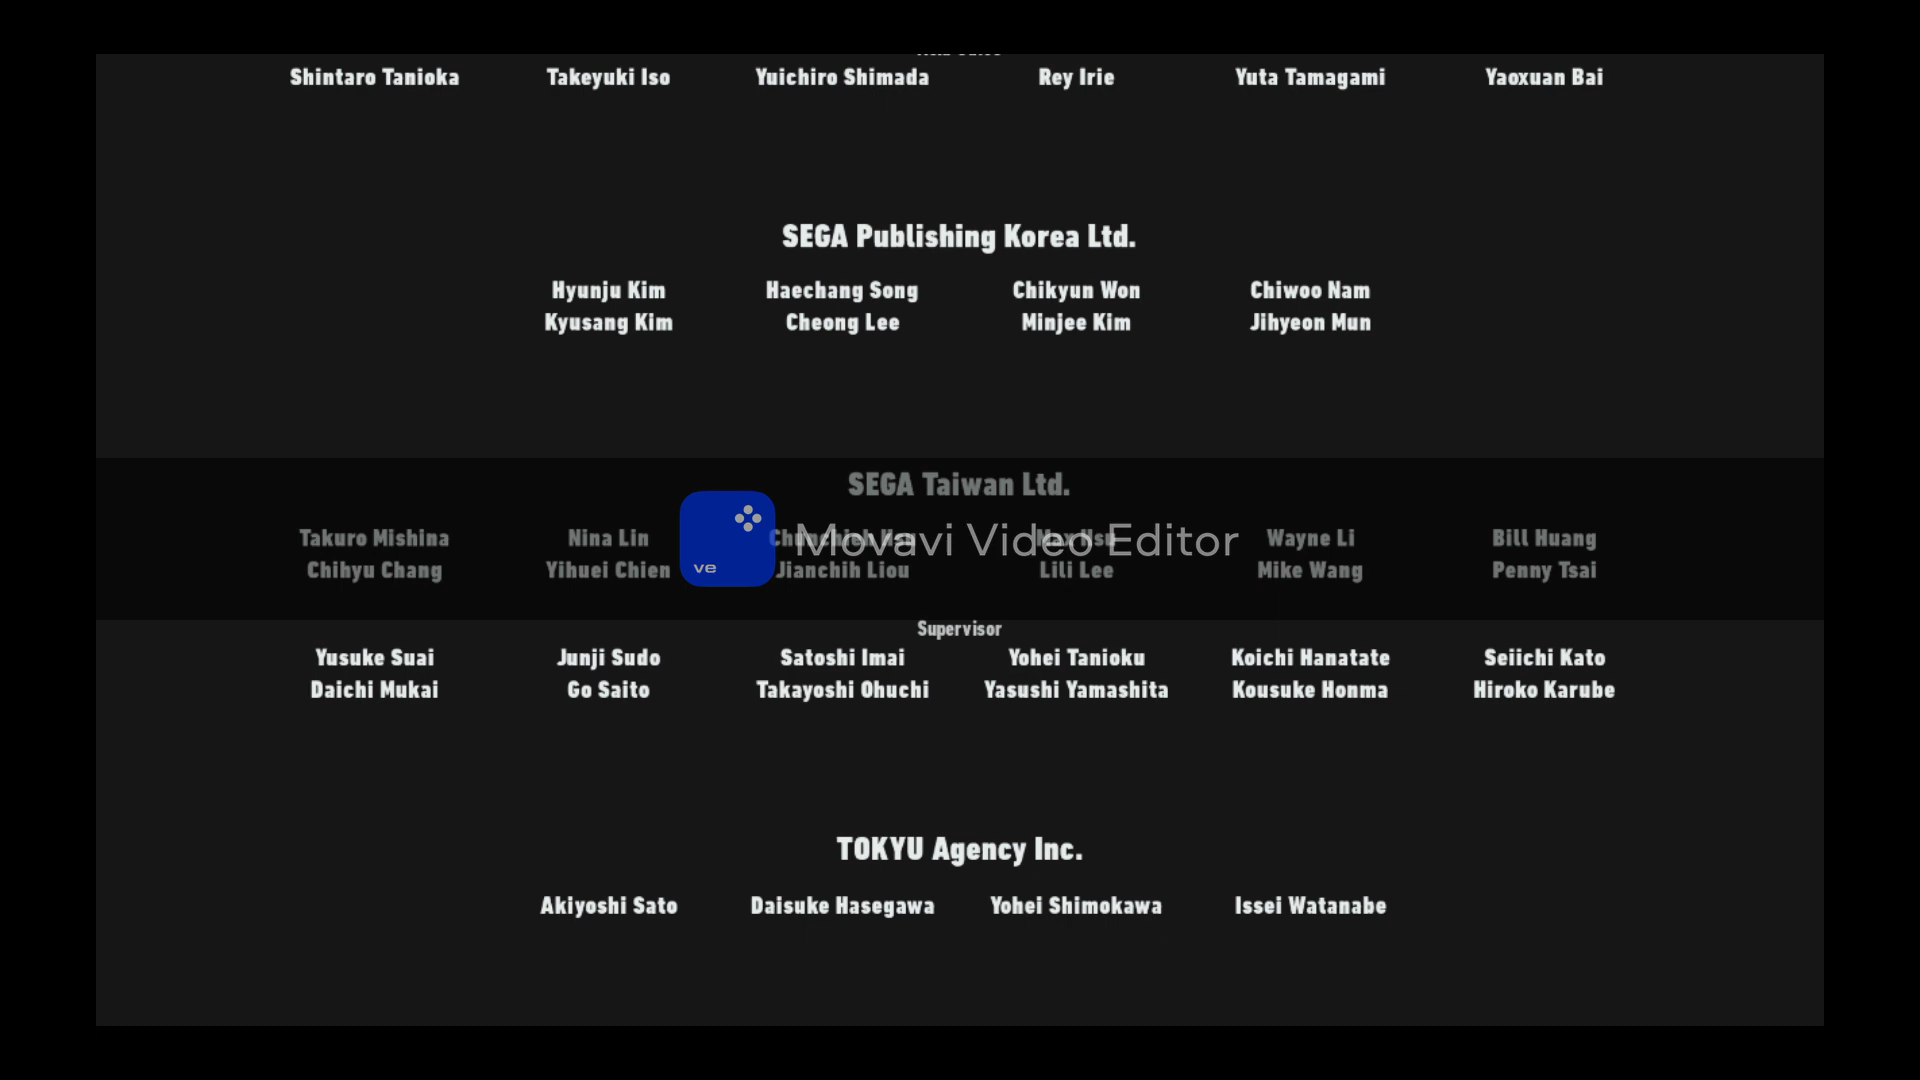 Shintaro Tanioka Takeyuki Iso Yuichiro Shimada Rey Irie Yuta Tamagami Yaoxuan Bai
SEGA Publishing Korea Ltd.
Hyunju Kim Haechang Song Chikyun Won Chiwoo Nam
Kyusang Kim Cheong Lee Minjee Kim Jihyeon Mun
SEGA Taiwan Ltd.
Takuro Mishina Nina Lin Wayne Li Bill Huang
Movavi Video Editor
ve
Chihyu Chang Yihuei Chien Jianchih Liou Lili Lee Mike Wang Penny Tsai
Supervisor
Yusuke Suai Junji Sudo Satoshi Imai Yohei Tanioku Koichi Hanatate Seiichi Kato
Daichi Mukai Go Saito Takayoshi Ohuchi Yasushi Yamashita Kousuke Honma Hiroko Karube
TOKYU Agency Inc.
Akiyoshi Sato Daisuke Hasegawa Yohei Shimokawa Issei Watanabe